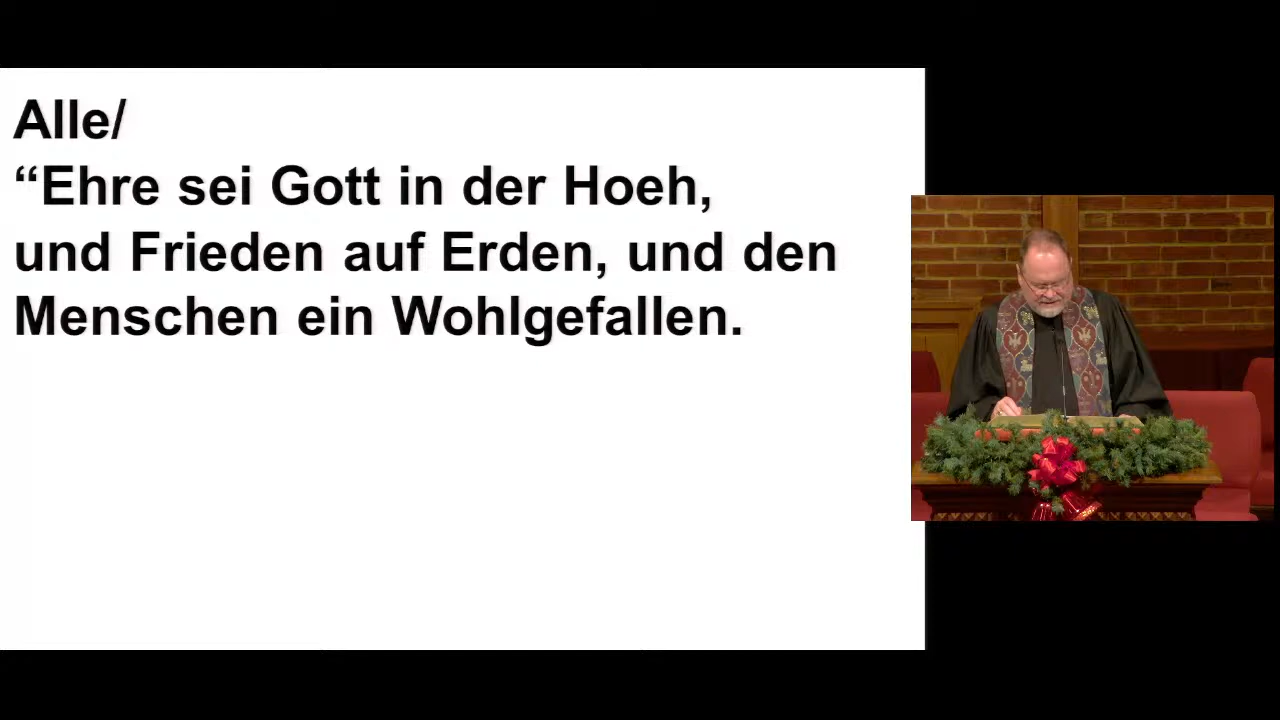 Alle/
“Ehre sei Gott in der Hoeh,
und Frieden auf Erden, und den
Menschen ein Wohlgefallen.